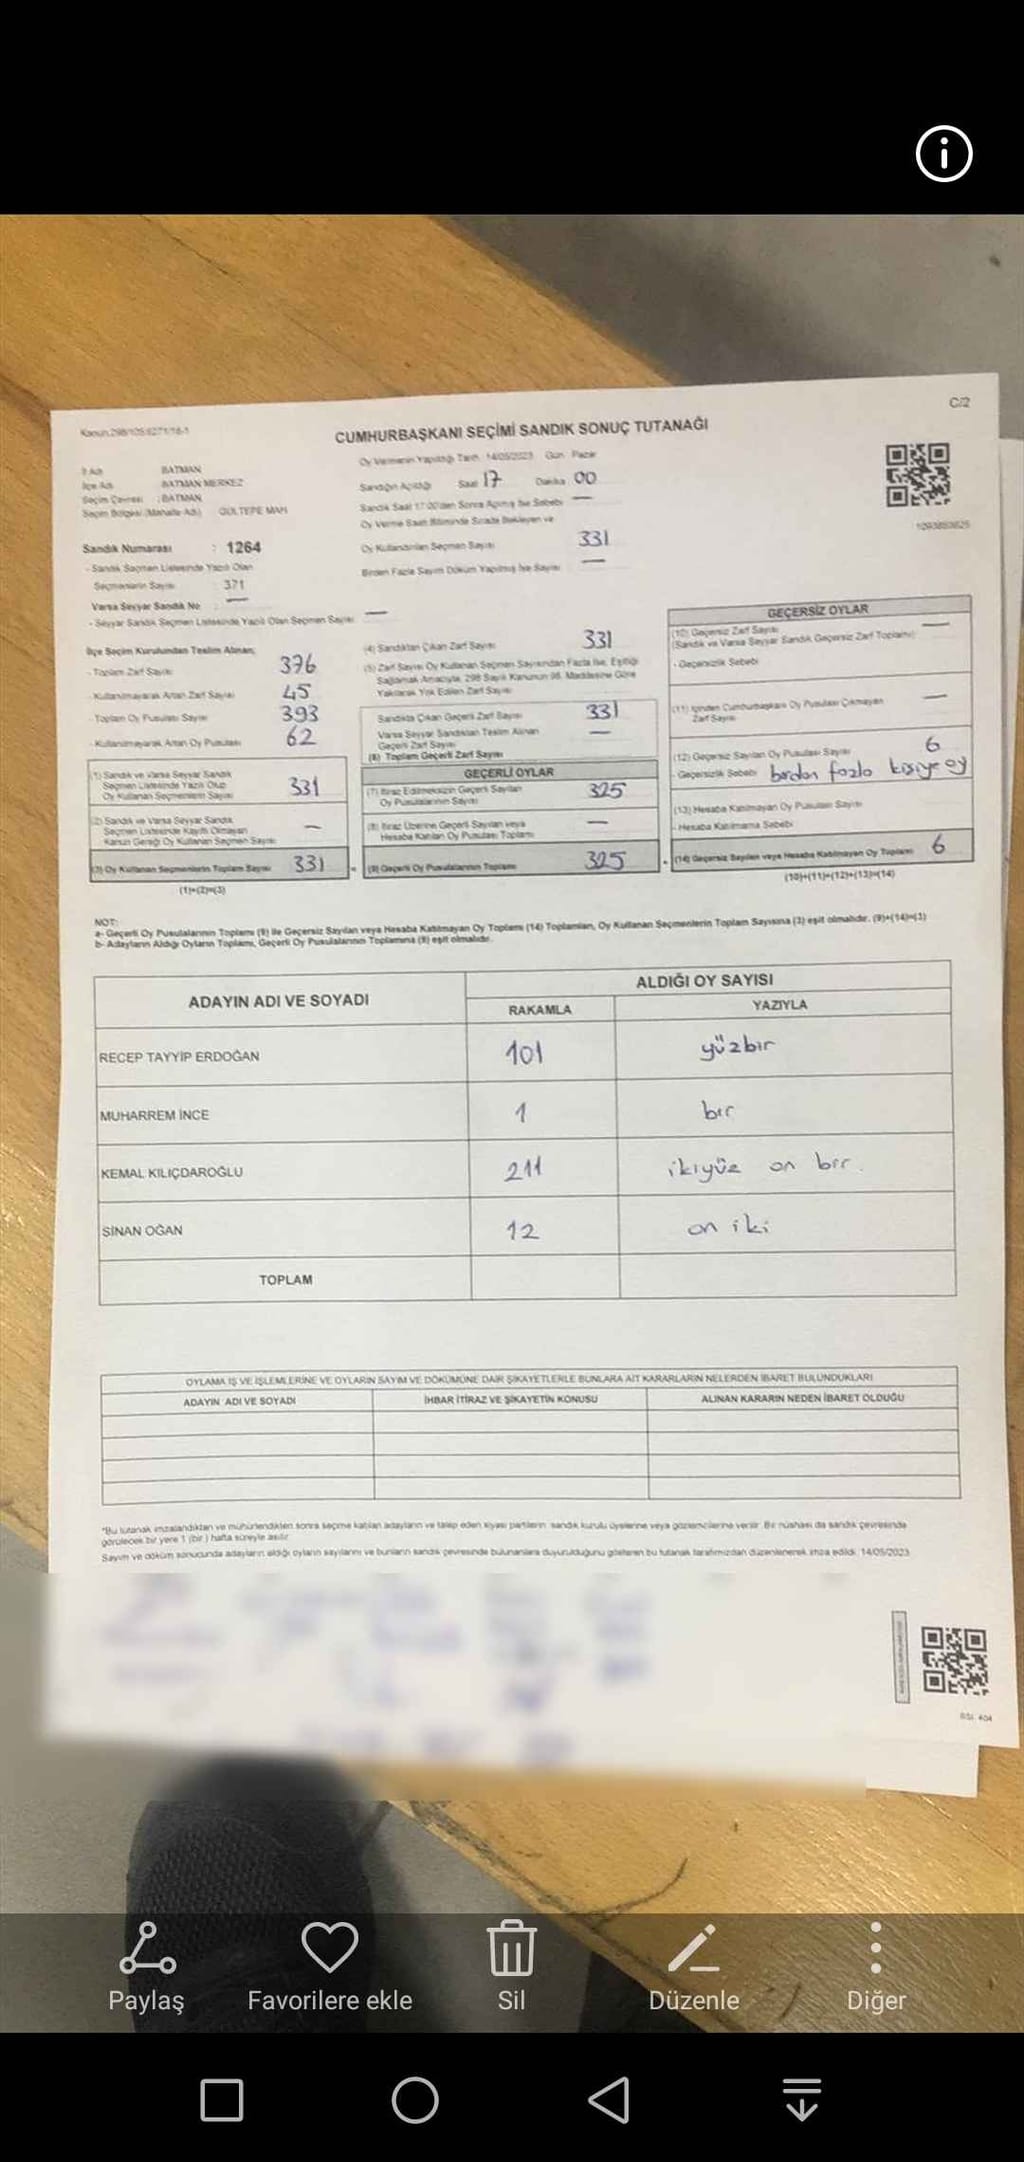 C/2
Kanun 298/105,6271/16-1
CUMHURBAŞKANI SEÇİMİ SANDIK SONUÇ TUTANAĞI
İl Adı BATMAN
İlçe Adı BATMAN MERKEZ
Seçim Çevresi : BATMAN
Seçim Bölgesi (Mahalle Adı) GÜLTEPE MAH
Sandık Numarası : 1264
- Sandık Seçmen Listesinde Yazılı Olan
Seçmenlerin Sayısı 371
Varsa Seyyar Sandık No —
- Seyyar Sandık Seçmen Listesinde Yazılı Olan Seçmen Sayısı —
Oy Vermenin Yapıldığı Tarih 14/05/2023 Gün Pazar
Sandığın Açıldığı Saat 17 Dakika 00
Sandık Saat 17:00'den Sonra Açılmış İse Sebebi —
Oy Verme Saati Bitiminde Sırada Bekleyen ve
Oy Kullandırılan Seçmen Sayısı 331
Birden Fazla Sayım Döküm Yapılmış İse Sayısı —
1093853625
İlçe Seçim Kurulundan Teslim Alınan;
- Toplam Zarf Sayısı 376
- Kullanılmayarak Artan Zarf Sayısı 45
- Toplam Oy Pusulası Sayısı 393
- Kullanılmayarak Artan Oy Pusulası 62
(1) Sandık ve Varsa Seyyar Sandık
Seçmen Listesinde Yazılı Olup
Oy Kullanan Seçmenlerin Sayısı 331
(2) Sandık ve Varsa Seyyar Sandık
Seçmen Listesinde Kayıtlı Olmayan
Kanun Gereği Oy Kullanan Seçmen Sayısı —
(3) Oy Kullanan Seçmenlerin Toplam Sayısı 331
(1)+(2)=(3)
(4) Sandıktan Çıkan Zarf Sayısı 331
(5) Zarf Sayısı Oy Kullanan Seçmen Sayısından Fazla İse, Eşitliği
Sağlamak Amacıyla, 298 Sayılı Kanunun 98. Maddesine Göre
Yakılarak Yok Edilen Zarf Sayısı
Sandıkta Çıkan Geçerli Zarf Sayısı 331
Varsa Seyyar Sandıktan Teslim Alınan
Geçerli Zarf Sayısı —
(6) Toplam Geçerli Zarf Sayısı
GEÇERLİ OYLAR
(7) İtiraz Edilmeksizin Geçerli Sayılan
Oy Pusulalarının Sayısı 325
(8) İtiraz Üzerine Geçerli Sayılan veya
Hesaba Katılan Oy Pusulası Toplamı —
(9) Geçerli Oy Pusulalarının Toplamı 325
GEÇERSİZ OYLAR
(10) Geçersiz Zarf Sayısı —
(Sandık ve Varsa Seyyar Sandık Geçersiz Zarf Toplamı)
- Geçersizlik Sebebi
(11) İçinden Cumhurbaşkanı Oy Pusulası Çıkmayan
Zarf Sayısı —
(12) Geçersiz Sayılan Oy Pusulası Sayısı 6
- Geçersizlik Sebebi birden fazla kişiye oy
(13) Hesaba Katılmayan Oy Pusulası Sayısı
- Hesaba Katılmama Sebebi
(14) Geçersiz Sayılan veya Hesaba Katılmayan Oy Toplamı 6
(10)+(11)+(12)+(13)=(14)
NOT:
a- Geçerli Oy Pusulalarının Toplamı (9) ile Geçersiz Sayılan veya Hesaba Katılmayan Oy Toplamı (14) Toplamları, Oy Kullanan Seçmenlerin Toplam Sayısına (3) eşit olmalıdır. (9)+(14)=(3)
b- Adayların Aldığı Oyların Toplamı, Geçerli Oy Pusulalarının Toplamına (9) eşit olmalıdır.
ADAYIN ADI VE SOYADI ALDIĞI OY SAYISI
RAKAMLA YAZIYLA
RECEP TAYYİP ERDOĞAN 101 yüzbir
MUHARREM İNCE 1 bir
KEMAL KILIÇDAROĞLU 211 ikiyüz on bir.
SİNAN OĞAN 12 on iki
TOPLAM
OYLAMA İŞ VE İŞLEMLERİNE VE OYLARIN SAYIM VE DÖKÜMÜNE DAİR ŞİKAYETLERLE BUNLARA AİT KARARLARIN NELERDEN İBARET BULUNDUKLARI
ADAYIN ADI VE SOYADI İHBAR İTİRAZ VE ŞİKAYETİN KONUSU ALINAN KARARIN NEDEN İBARET OLDUĞU
*Bu tutanak imzalandıktan ve mühürlendikten sonra seçime katılan adayların ve talep eden siyasi partilerin sandık kurulu üyelerine veya gözlemcilerine verilir. Bir nüshası da sandık çevresinde
görülecek bir yere 1 (bir) hafta süreyle asılır.
Sayım ve döküm sonucunda adayların aldığı oyların sayılarını ve bunların sandık çevresinde bulunanlara duyurulduğunu gösteren bu tutanak tarafımızdan düzenlenerek imza edildi. 14/05/2023
Paylaş
Favorilere ekle
Sil
Düzenle
Diğer